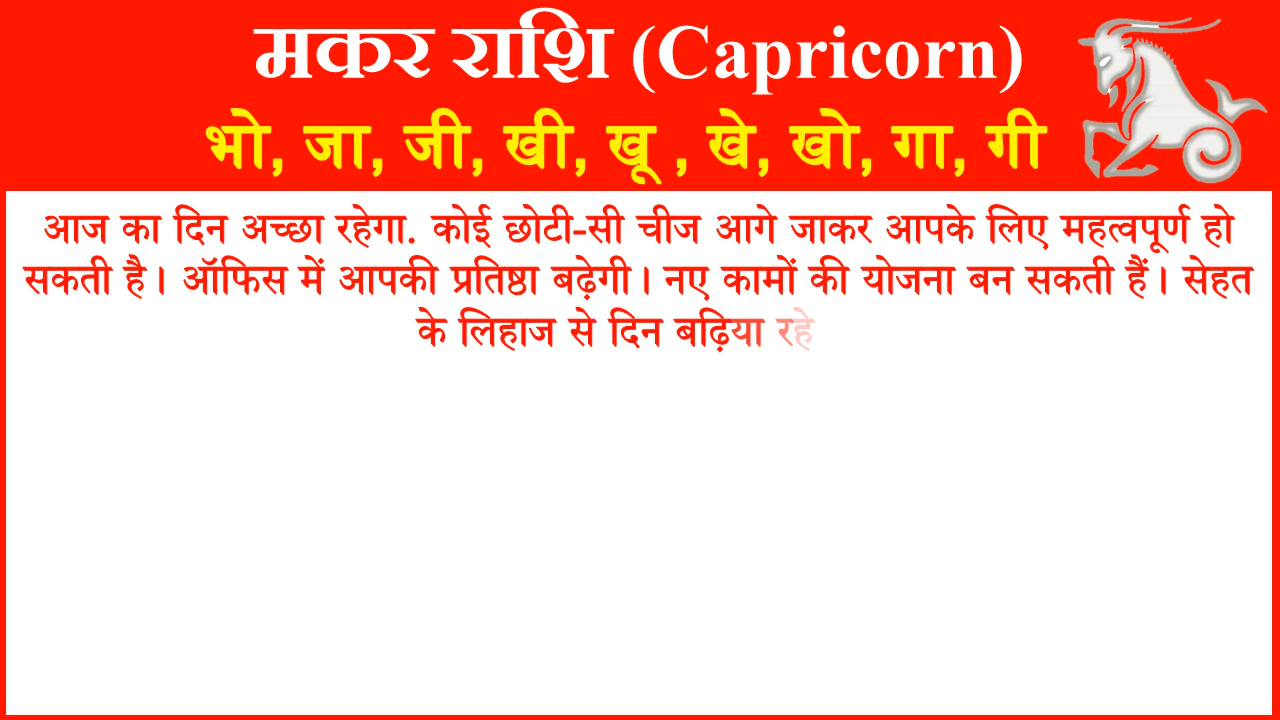 मकर राशि (Capricorn)
भो, जा, जी, खी, खू , खे, खो, गा, गी
आज का दिन अच्छा रहेगा. कोई छोटी-सी चीज आगे जाकर आपके लिए महत्वपूर्ण हो
सकती है। ऑफिस में आपकी प्रतिष्ठा बढ़ेगी। नए कामों की योजना बन सकती हैं। सेहत
के लिहाज से दिन बढ़िया रहे